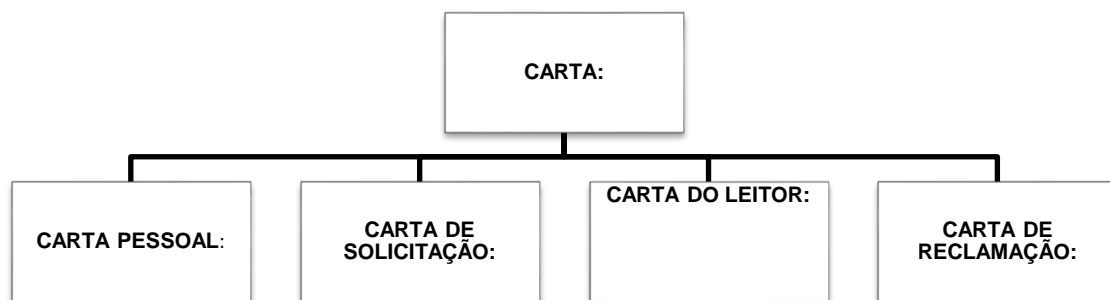 CARTA:
CARTA PESSOAL:
CARTA DE
SOLICITAÇÃO:
CARTA DO LEITOR:
CARTA DE
RECLAMAÇÃO: